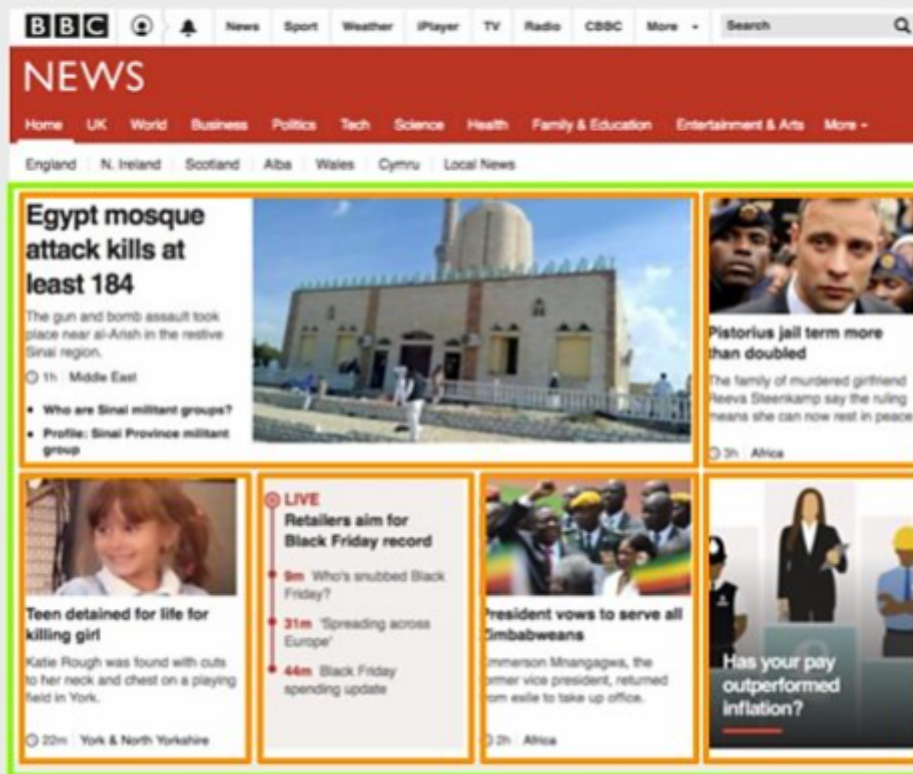 BBC News Sport Weather iPlayer TV Radio CBBC More Search
NEWS
Home UK World Business Politics Tech Science Health Family & Education Entertainment & Arts More
England N. Ireland Scotland Alba Wales Cymru Local News
Egypt mosque
attack kills at
least 184
The gun and bomb assault took
place near al-Arish in the restive
Sinai region.
1h Middle East
• Who are Sinai militant groups?
• Profile: Sinai Province militant
group
Pistorius jail term more
than doubled
The family of murdered girlfriend
Reeva Steenkamp say the ruling
means she can now rest in peace
3h Africa
Teen detained for life for
killing girl
Katie Rough was found with cuts
to her neck and chest on a playing
field in York.
22m York & North Yorkshire
LIVE
Retailers aim for
Black Friday record
9m Who's snubbed Black
Friday?
31m 'Spreading across
Europe'
44m Black Friday
spending update
President vows to serve all
Zimbabweans
Emmerson Mnangagwa, the
former vice president, returned
from exile to take up office.
2h Africa
Has your pay
outperformed
inflation?